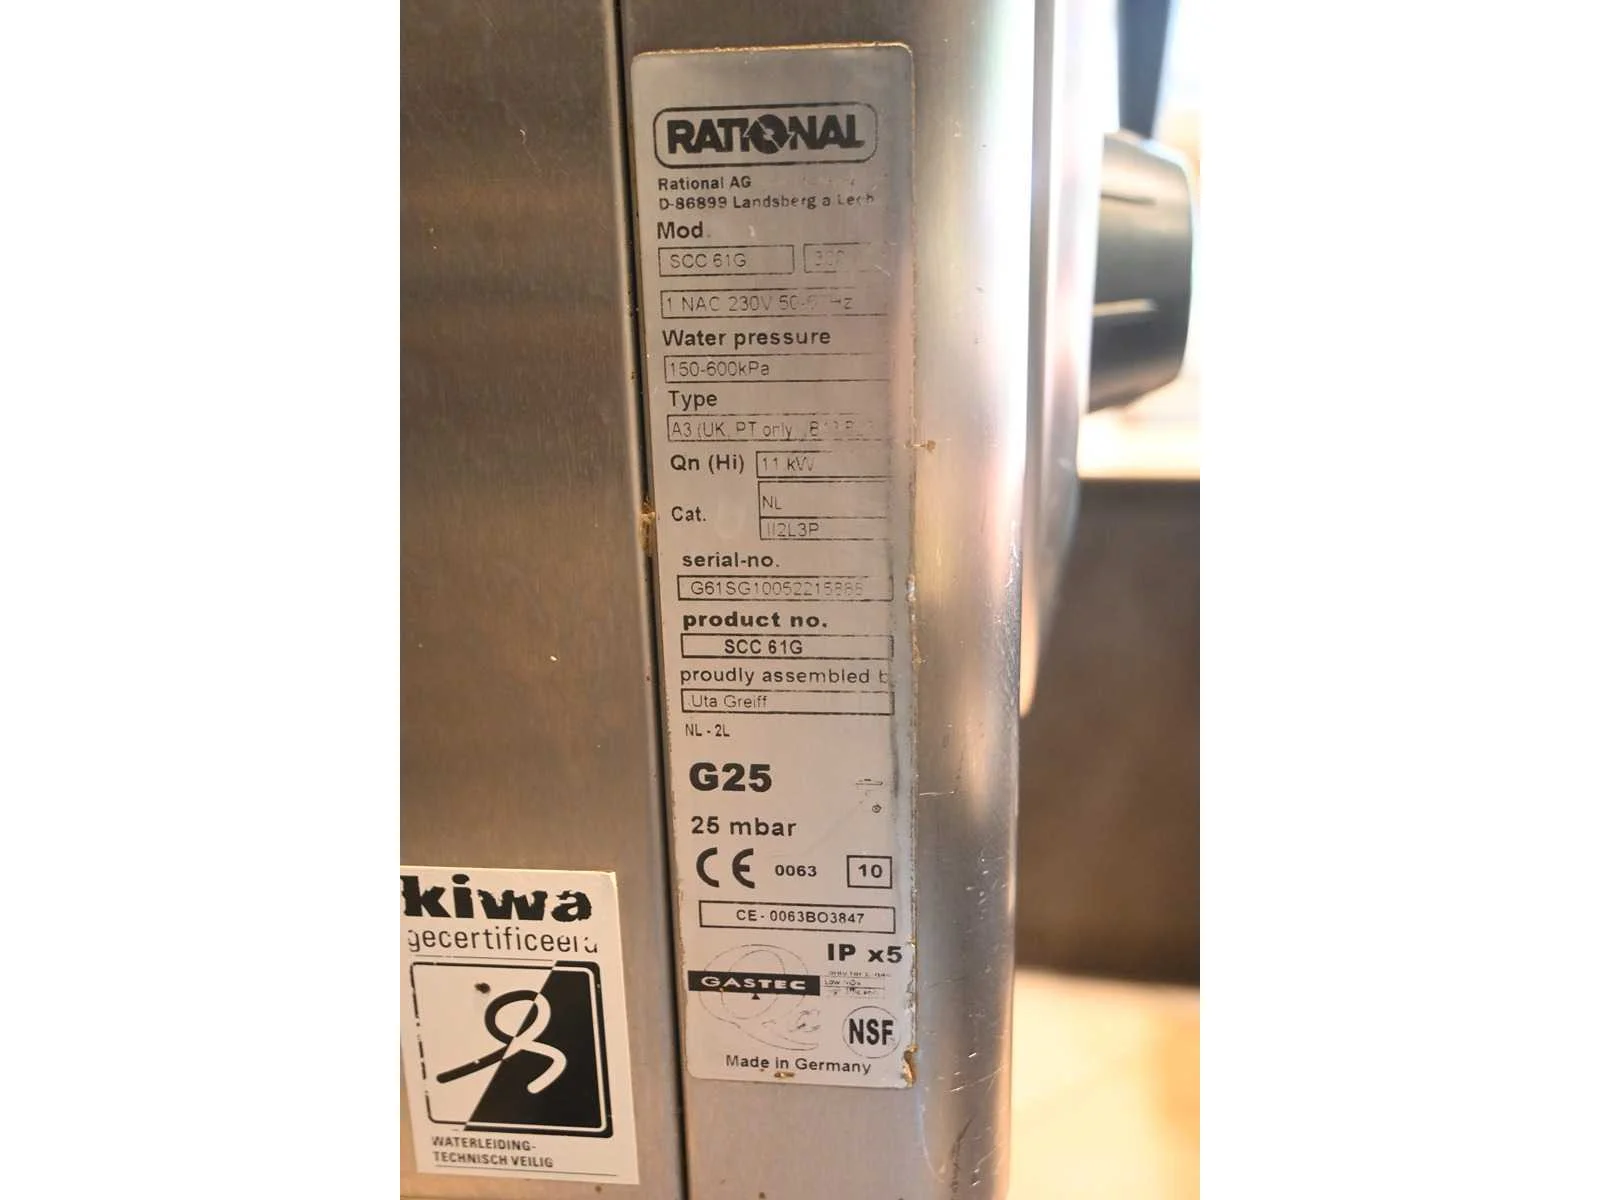 RATIONAL
Rational AG
D-86899 Landsberg a Lech
Mod.
SCC 61G
1 NAC 230V
Water pressure
150-600kPa
Type
A3 (UK, PT only
Qn (Hi) 11 kW
Cat.
NL
II2L3P
serial-no.
product no.
SCC 61G
proudly assembled
Uta Greiff
NL - 2L
G25
25 mbar
CE 0063 10
CE - 0063BO3847
IP x5
GASTEC
NSF
Made in Germany
kiwa
gecertificeerd
WATERLEIDING-
TECHNISCH VEILIG